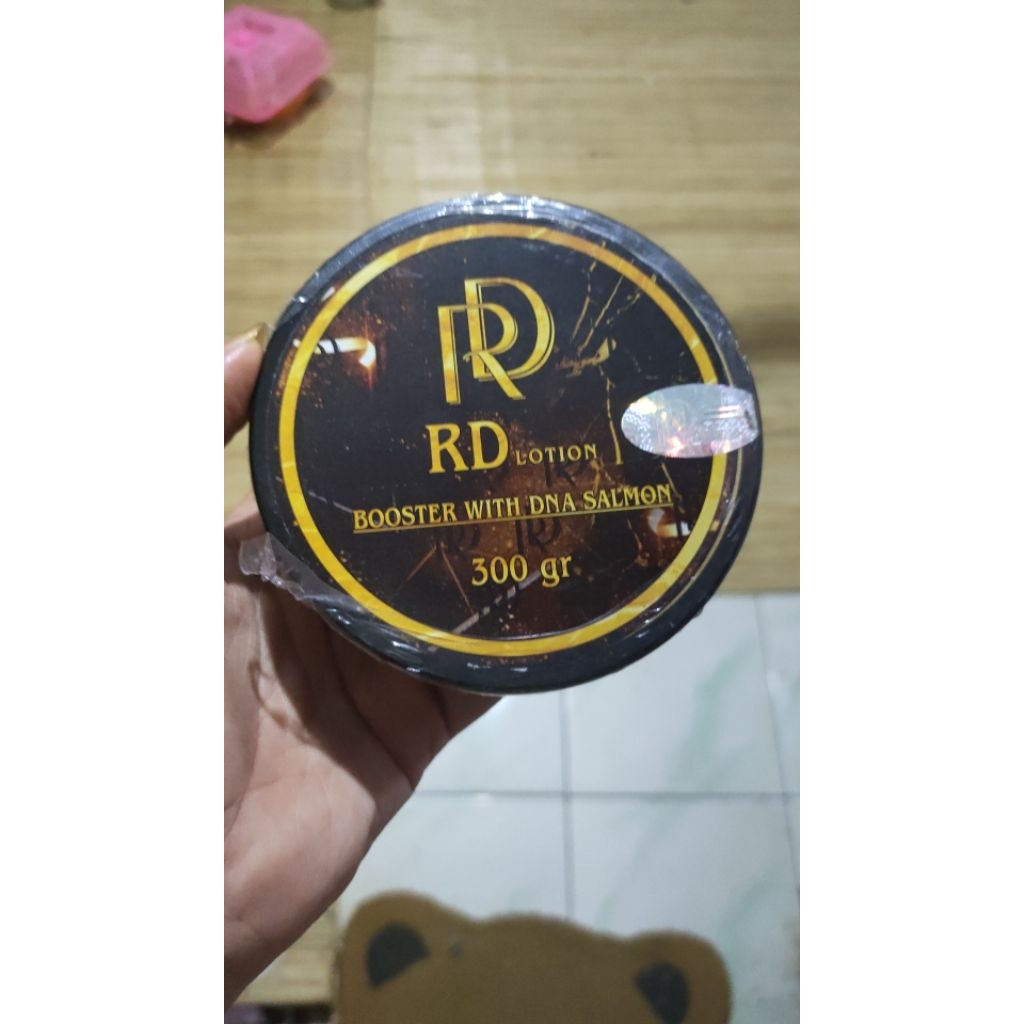 RD
RD LOTION
BOOSTER WITH DNA SALMON
300 gr